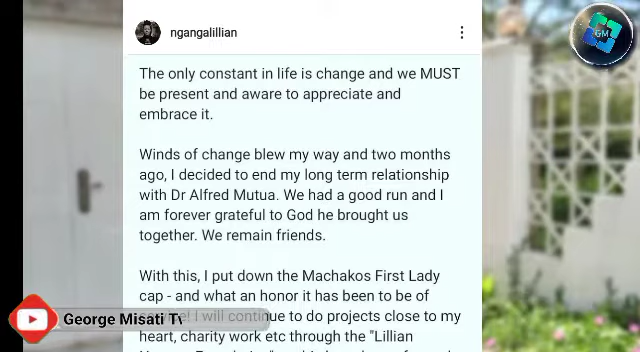 ngangalillian
GM
The only constant in life is change and we MUST
be present and aware to appreciate and
embrace it.
Winds of change blew my way and two months
ago, I decided to end my long term relationship
with Dr Alfred Mutua. We had a good run and I
am forever grateful to God he brought us
together. We remain friends.
With this, I put down the Machakos First Lady
cap - and what an honor it has been to be of
I will continue to do projects close to my
George Misati Tv
heart, charity work etc through the "Lillian